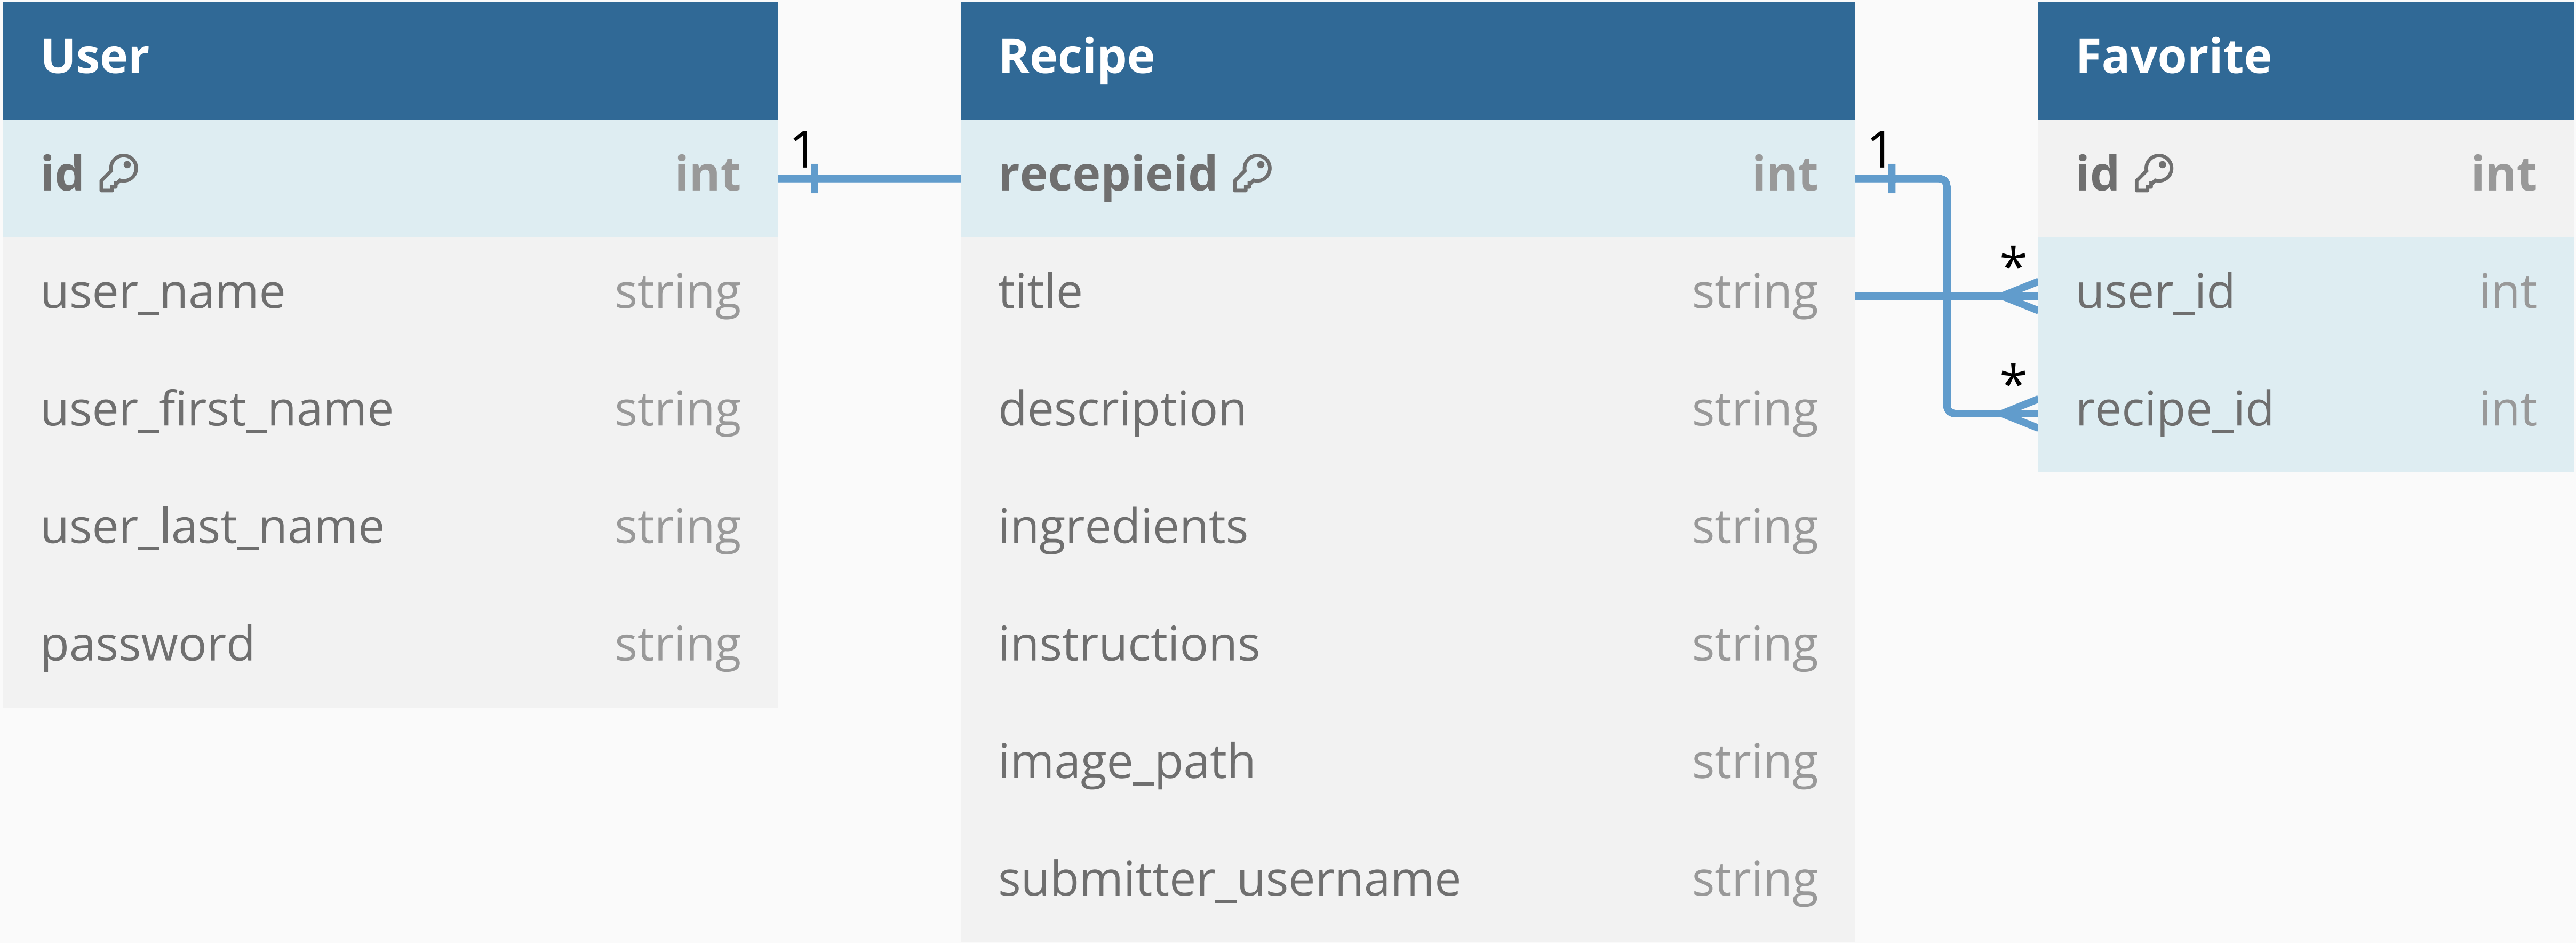 User
id int
user_name string
user_first_name string
user_last_name string
password string
1
Recipe
recepieid int
title string
description string
ingredients string
instructions string
image_path string
submitter_username string
1
*
*
Favorite
id int
user_id int
recipe_id int